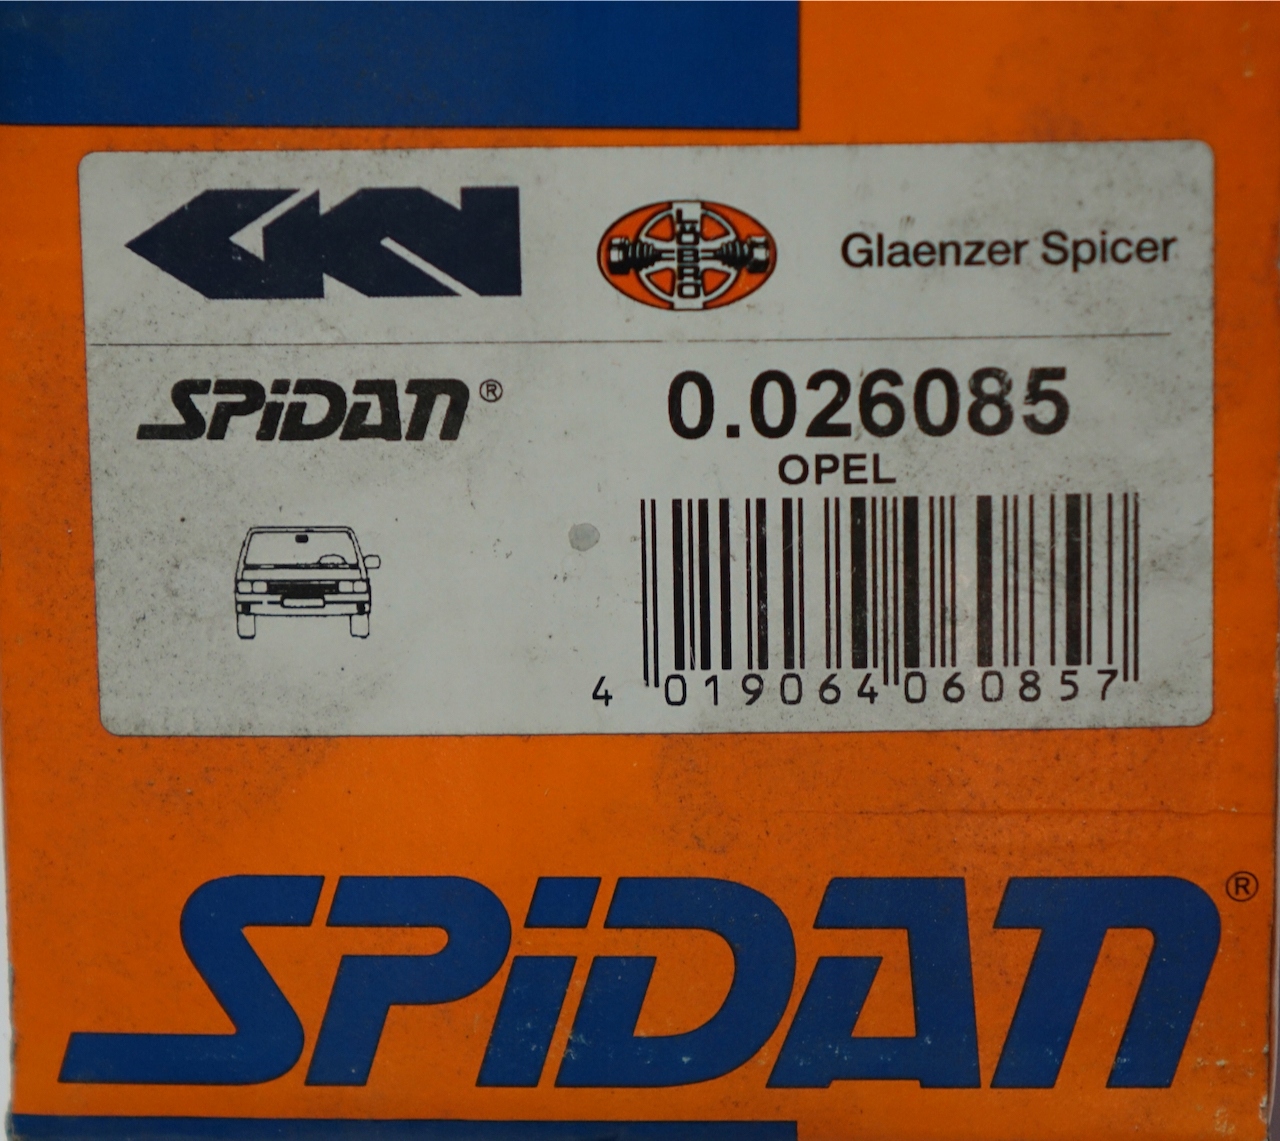 GKN
LÖBRO
Glaenzer Spicer
SPiDAN®
0.026085
OPEL
4 019064 060857
SPiDAN®